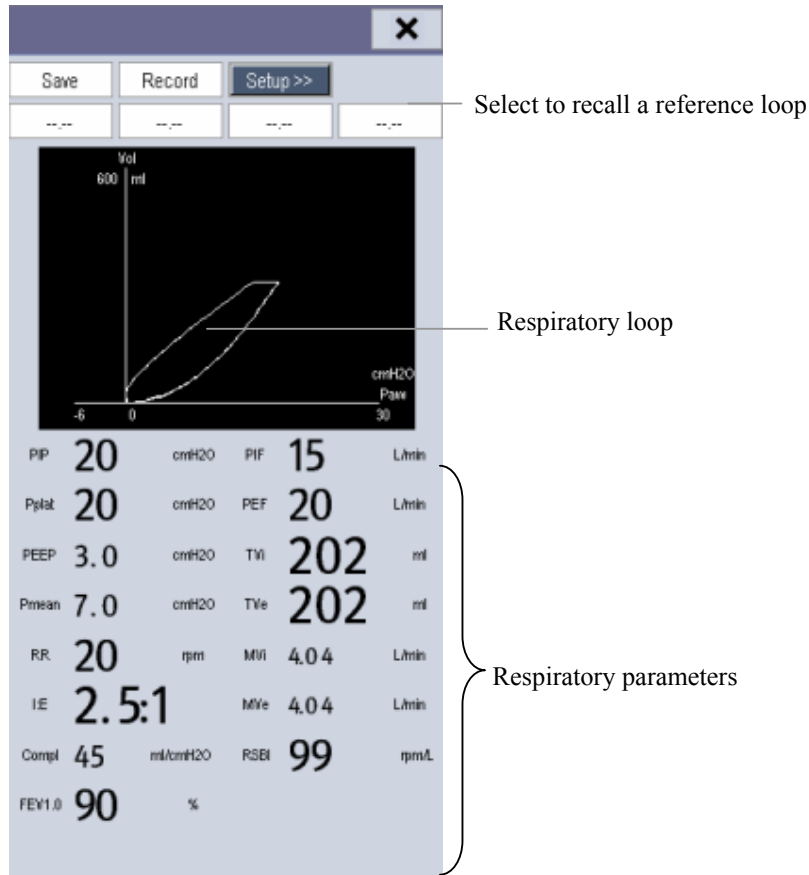 Save Record Setup >>
Select to recall a reference loop
--.-- --.-- --.-- --.--
Vol
600 ml
Respiratory loop
cmH2O
Paw
-6 0 30
PIP 20 cmH2O PIF 15 L/min
Pplat 20 cmH2O PEF 20 L/min
PEEP 3.0 cmH2O TVi 202 ml
Pmean 7.0 cmH2O TVe 202 ml
RR 20 rpm MVi 4.04 L/min
Respiratory parameters
I:E 2.5:1 MVe 4.04 L/min
Compl 45 ml/cmH2O RSBI 99 rpm/L
FEV1.0 90 %